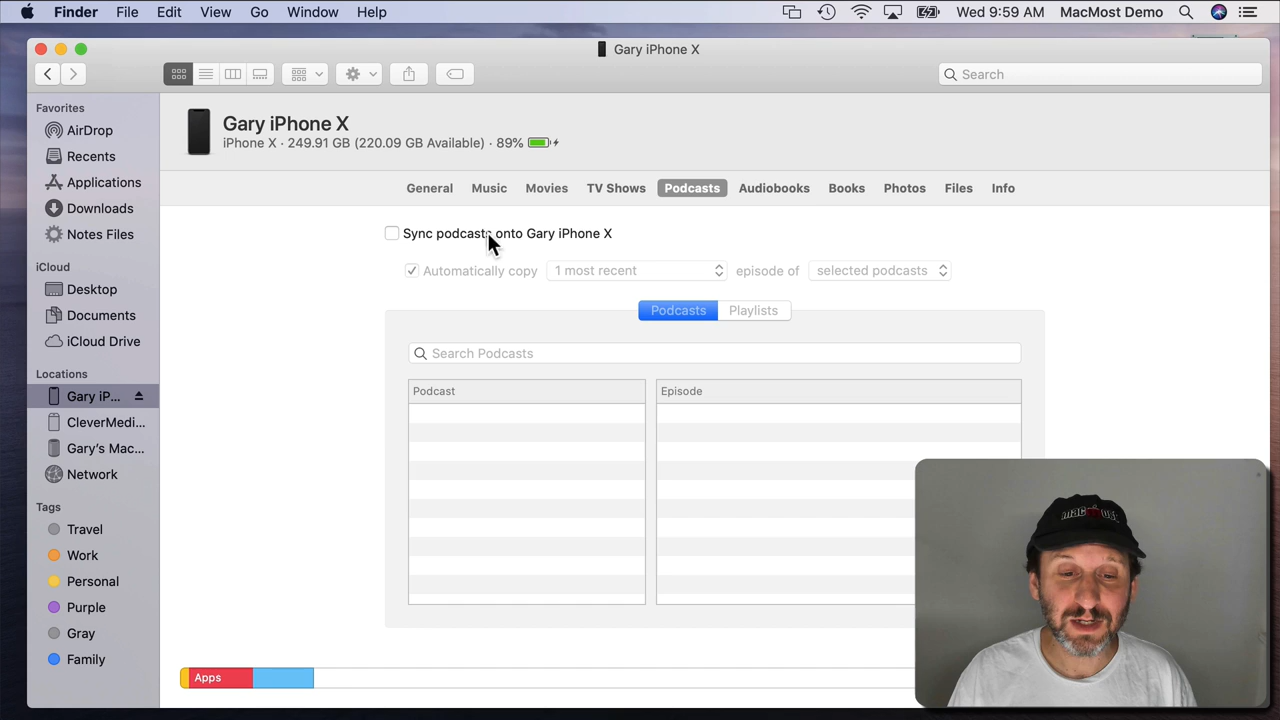 Finder File Edit View Go Window Help Wed 9:59 AM MacMost Demo
Gary iPhone X
Search
Favorites
AirDrop
Recents
Applications
Downloads
Notes Files
iCloud
Desktop
Documents
iCloud Drive
Locations
Gary iP...
CleverMedi...
Gary's Mac...
Network
Tags
Travel
Work
Personal
Purple
Gray
Family
Gary iPhone X
iPhone X · 249.91 GB (220.09 GB Available) · 89%
General Music Movies TV Shows Podcasts Audiobooks Books Photos Files Info
Sync podcasts onto Gary iPhone X
Automatically copy 1 most recent episode of selected podcasts
Podcasts Playlists
Search Podcasts
Podcast Episode
Apps